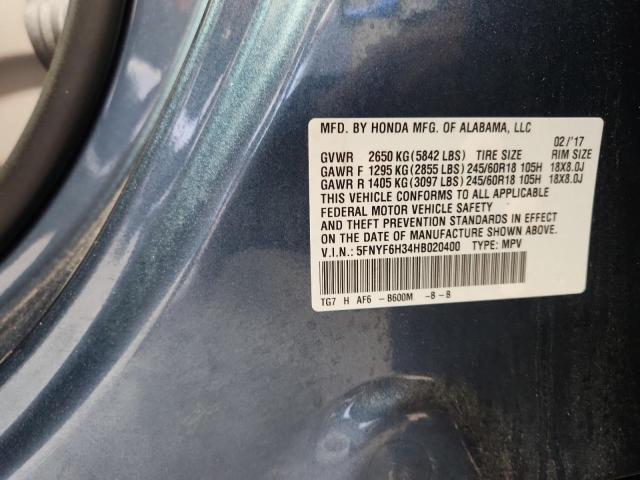 MFD. BY HONDA MFG. OF ALABAMA, LLC
02/'17
GVWR 2650 KG(5842 LBS) TIRE SIZE RIM SIZE
GAWR F 1295 KG(2855 LBS) 245/60R18 105H 18X8.0J
GAWR R 1405 KG(3097 LBS) 245/60R18 105H 18X8.0J
THIS VEHICLE CONFORMS TO ALL APPLICABLE
FEDERAL MOTOR VEHICLE SAFETY
AND THEFT PREVENTION STANDARDS IN EFFECT
ON THE DATE OF MANUFACTURE SHOWN ABOVE.
V.I.N.: 5FNYF6H34HB020400 TYPE: MPV
TG7 H AF6 -B600M -8-B